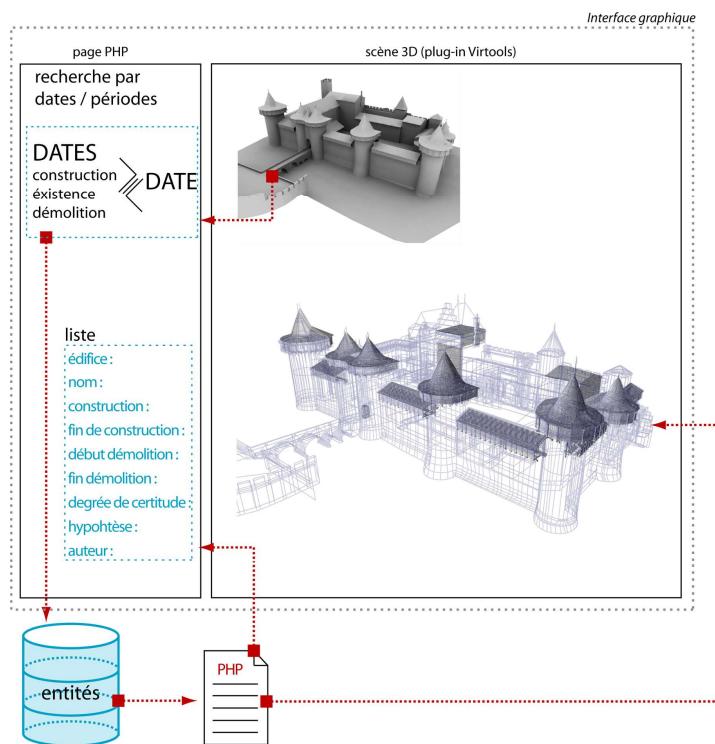 Interface graphique
page PHP
scène 3D (plug-in Virtools)
recherche par
dates / périodes
DATES
construction
éxistence
démolition
DATE
liste
édifice :
nom :
construction :
fin de construction :
début démolition :
fin démolition :
degrée de certitude :
hypohtèse :
auteur :
entités
PHP